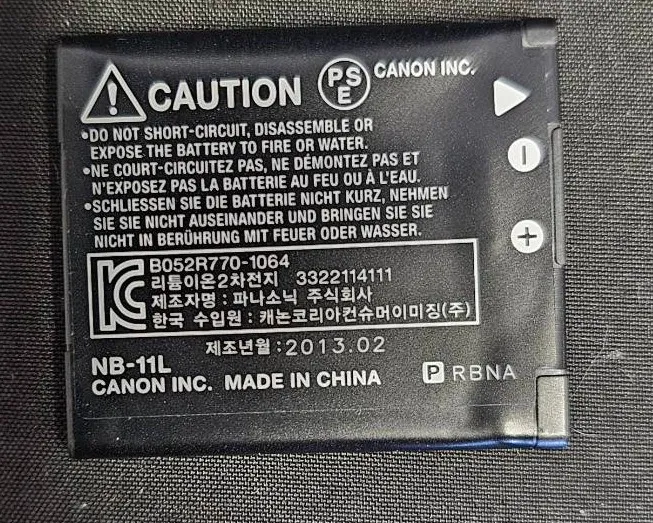 CAUTION PS E CANON INC.
•DO NOT SHORT-CIRCUIT, DISASSEMBLE OR
EXPOSE THE BATTERY TO FIRE OR WATER.
•NE COURT-CIRCUITEZ PAS, NE DÉMONTEZ PAS ET
N'EXPOSEZ PAS LA BATTERIE AU FEU OU À L'EAU.
•SCHLIESSEN SIE DIE BATTERIE NICHT KURZ, NEHMEN
SIE SIE NICHT AUSEINANDER UND BRINGEN SIE SIE
NICHT IN BERÜHRUNG MIT FEUER ODER WASSER.
B052R770-1064
리튬이온2차전지 3322114111
제조자명 : 파나소닉 주식회사
한국 수입원 : 캐논코리아컨슈머이미징(주)
제조년월 : 2013.02
NB-11L
CANON INC. MADE IN CHINA P RBNA